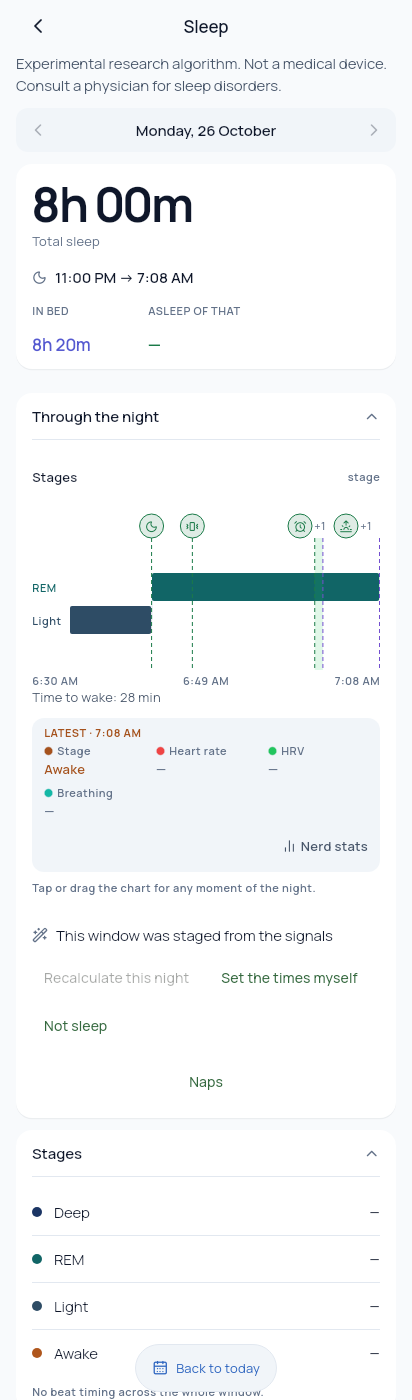 Sleep
Experimental research algorithm. Not a medical device.
Consult a physician for sleep disorders.
Monday, 26 October
8h 00m
Total sleep
11:00 PM → 7:08 AM
IN BED
ASLEEP OF THAT
8h 20m
—
Through the night
Stages
stage
+1
+1
REM
Light
6:30 AM
6:49 AM
7:08 AM
Time to wake: 28 min
LATEST · 7:08 AM
Stage
Heart rate
HRV
Awake
—
—
Breathing
—
Nerd stats
Tap or drag the chart for any moment of the night.
This window was staged from the signals
Recalculate this night
Set the times myself
Not sleep
Naps
Stages
Deep
—
REM
—
Light
—
Awake
—
Back to today
No beat timing across the whole window.